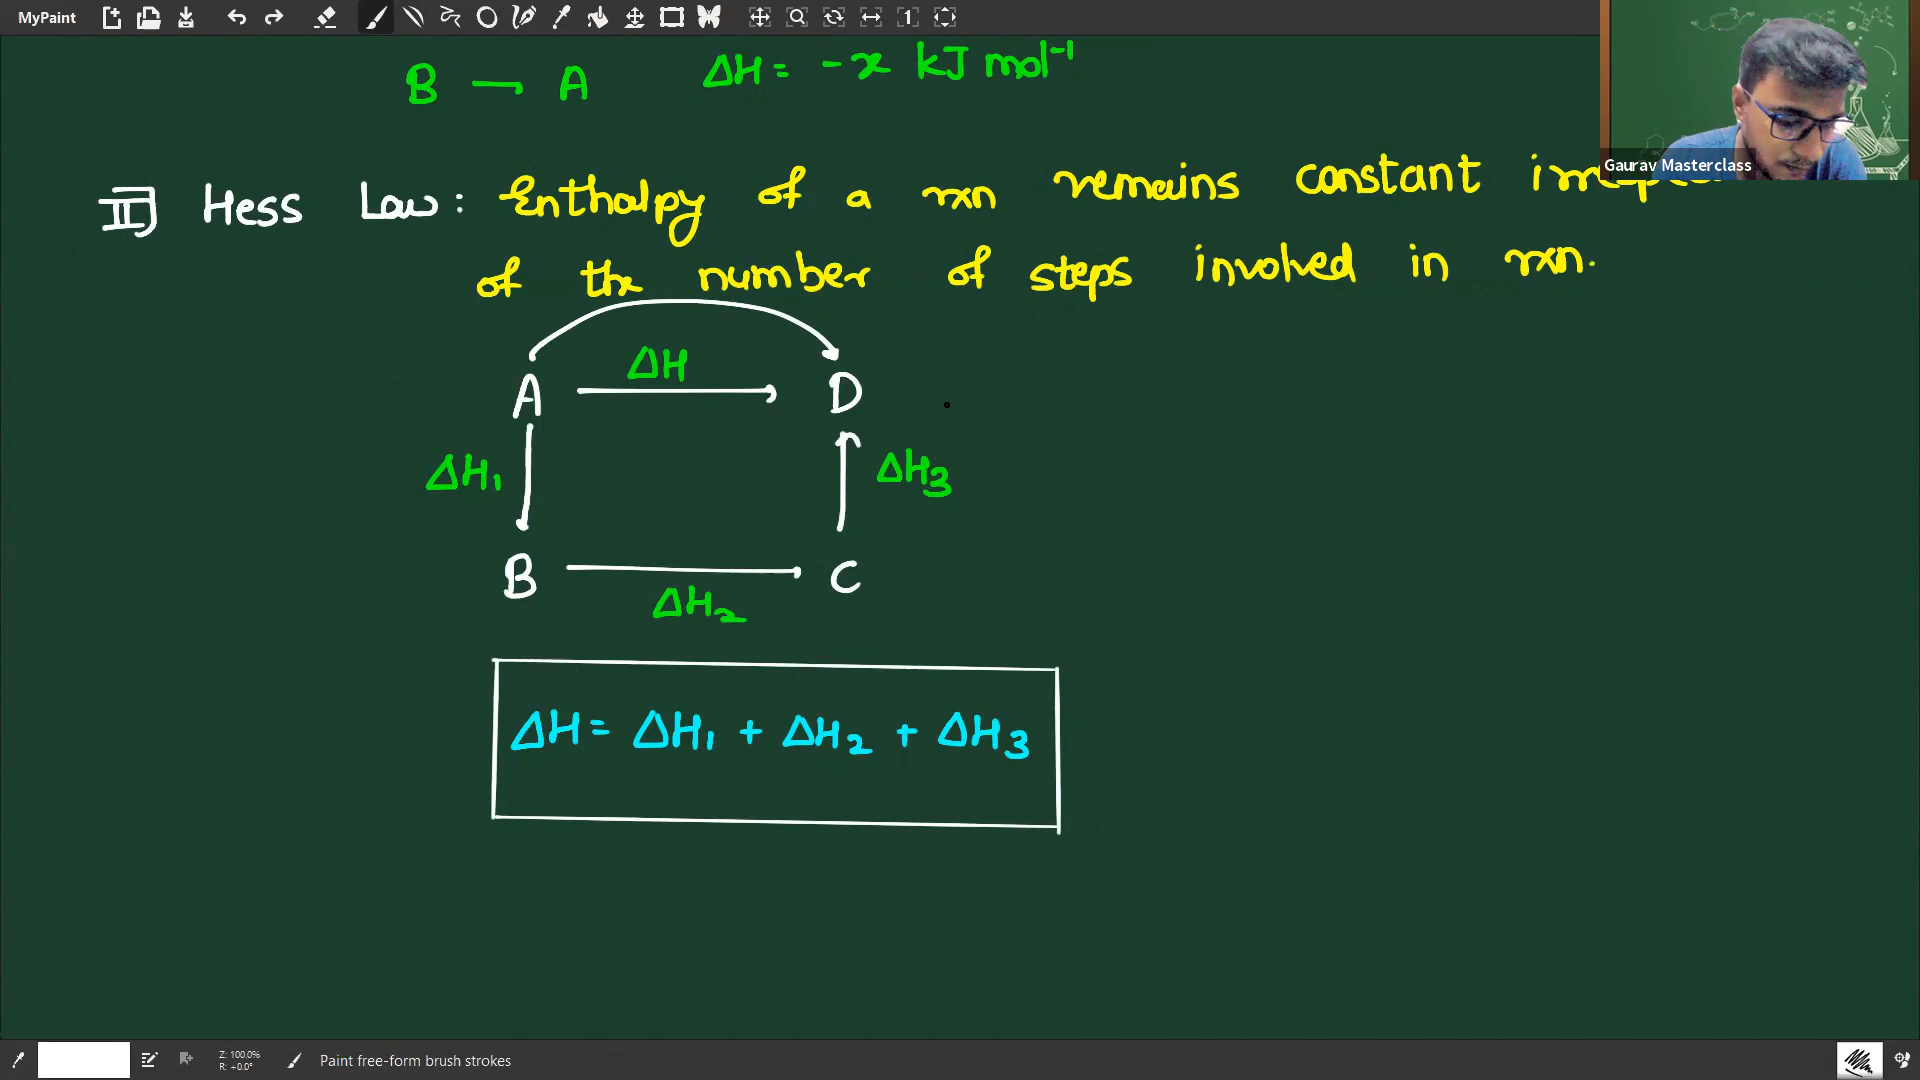 MyPaint
B → A ΔH = -x kJ mol⁻¹
Gaurav Masterclass
II] Hess Law: Enthalpy of a rxn remains constant
of the number of steps involved in rxn.
ΔH
A D
ΔH₁ ΔH₃
B C
ΔH₂
ΔH = ΔH₁ + ΔH₂ + ΔH₃
Z: 100.0%
R: +0.0°
Paint free-form brush strokes